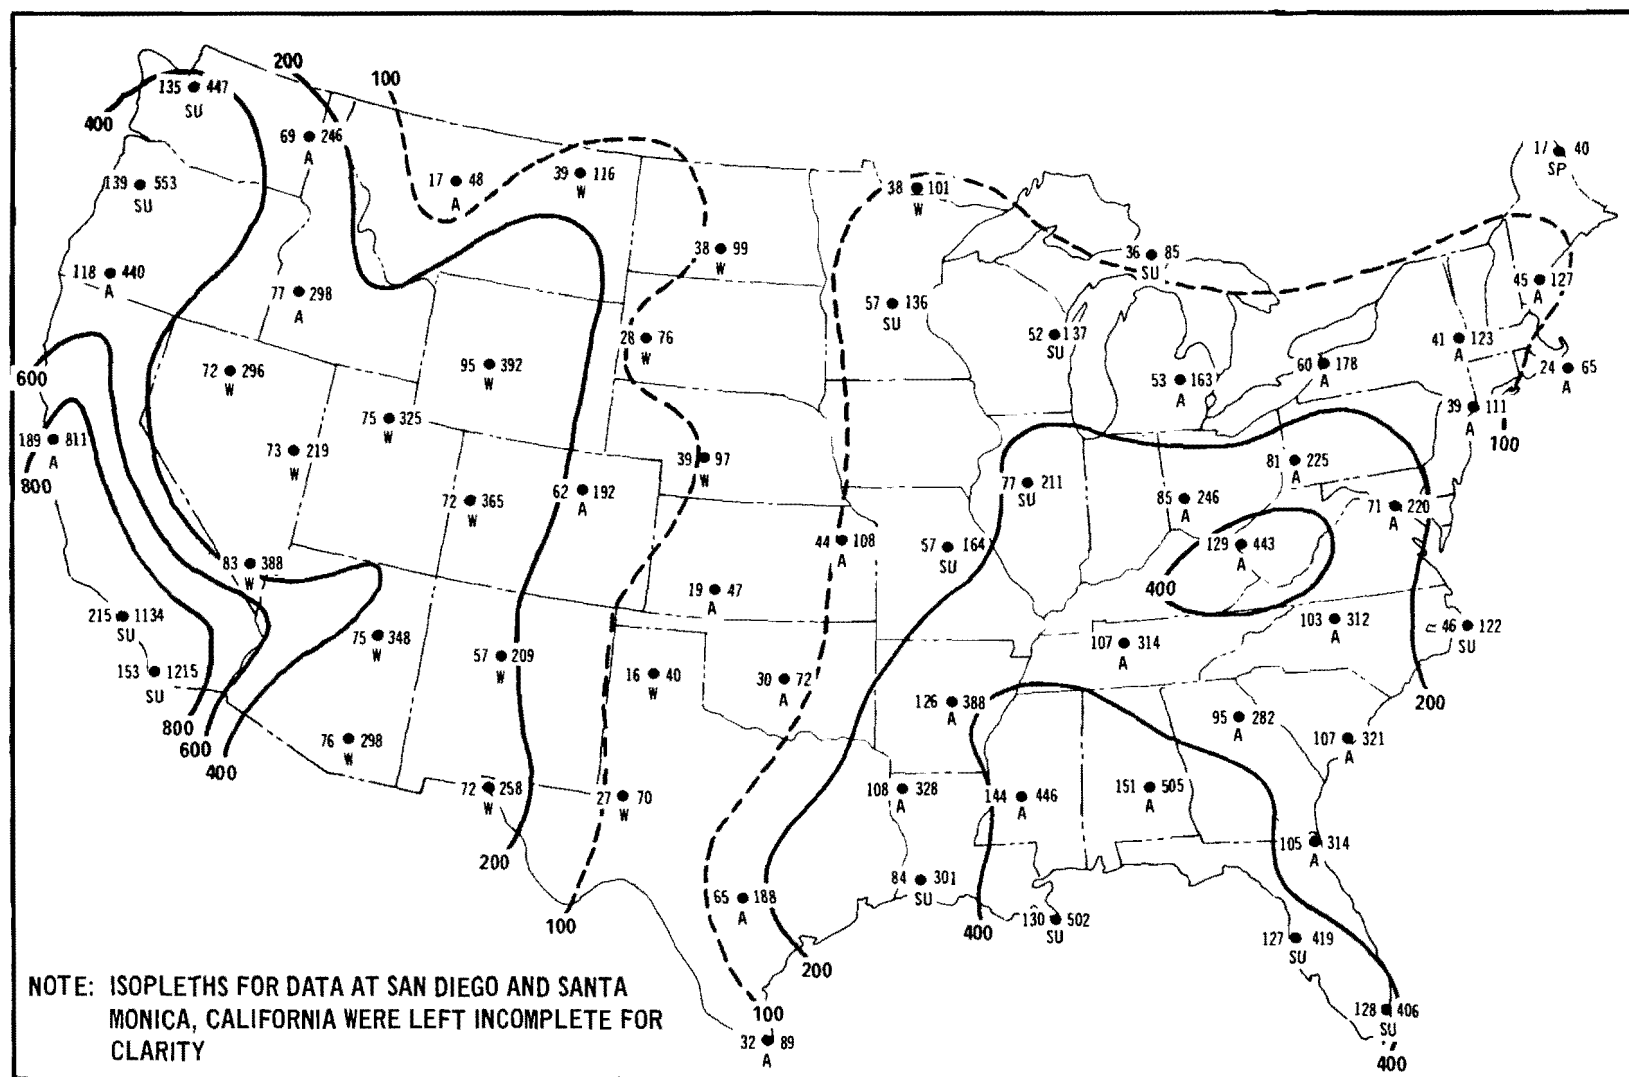 200
100
400
135 447
SU
69 246
A
139 553
SU
17 48
A
39 116
W
38 101
W
17 40
SP
118 440
A
77 298
A
38 99
W
36 85
SU
45 127
A
57 136
SU
52 137
SU
28 76
W
41 123
A
600
72 296
W
95 392
W
53 163
A
60 178
A
24 65
A
75 325
W
39 111
A
100
189 811
A
800
73 219
W
39 97
W
81 225
A
72 365
W
62 192
A
77 211
SU
85 246
A
71 220
A
83 388
W
44 108
A
57 164
SU
129 443
A
400
19 47
A
215 1134
SU
75 348
W
107 314
A
103 312
A
46 122
SU
153 1215
SU
57 209
W
16 40
W
30 72
A
126 388
A
200
800
600
400
76 298
W
95 282
A
107 321
A
72 258
W
27 70
W
108 328
A
144 446
A
151 505
A
200
105 314
A
100
65 188
A
84 301
SU
400
130 502
SU
127 419
SU
200
100
128 406
SU
400
32 89
A
NOTE: ISOPLETHS FOR DATA AT SAN DIEGO AND SANTA
MONICA, CALIFORNIA WERE LEFT INCOMPLETE FOR
CLARITY